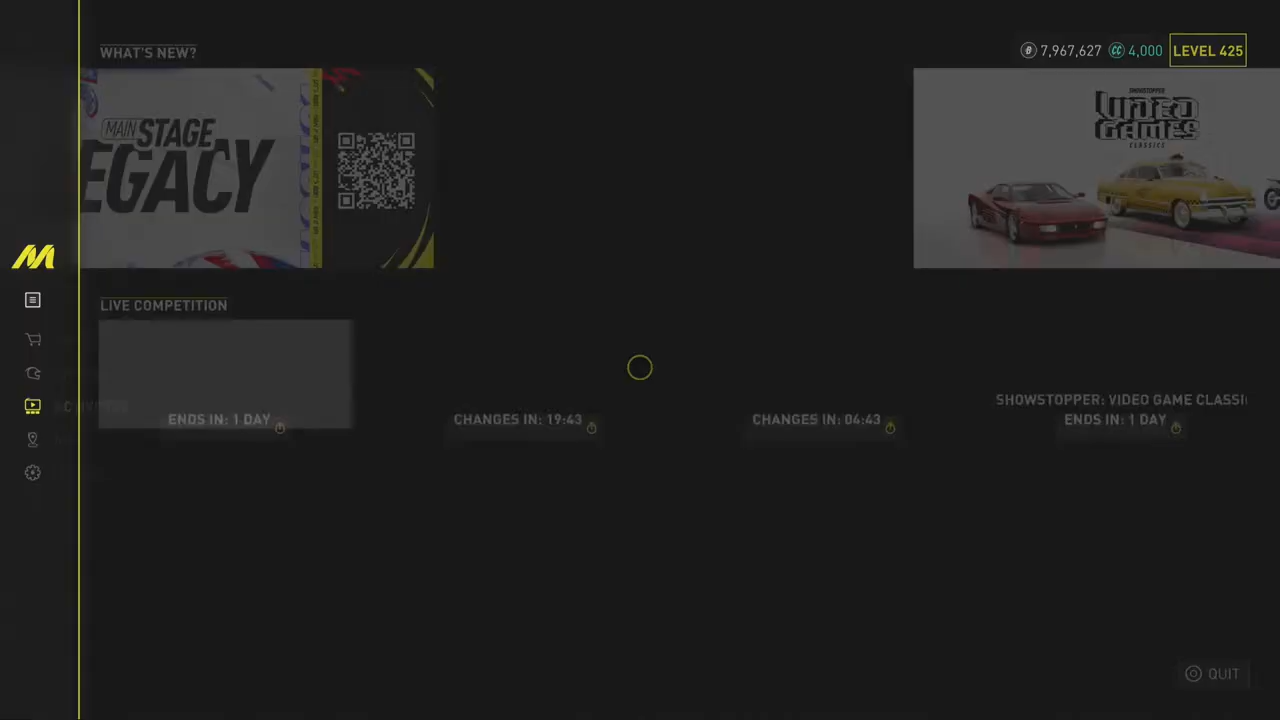 WHAT'S NEW?
7,967,627
CC 4,000
LEVEL 425
MAIN STAGE
EGACY
SHOWSTOPPER
VIDEO
GAMES
CLASSICS
LIVE COMPETITION
SHOWSTOPPER: VIDEO GAME CLASSI
ENDS IN: 1 DAY
CHANGES IN: 19:43
CHANGES IN: 04:43
ENDS IN: 1 DAY
QUIT